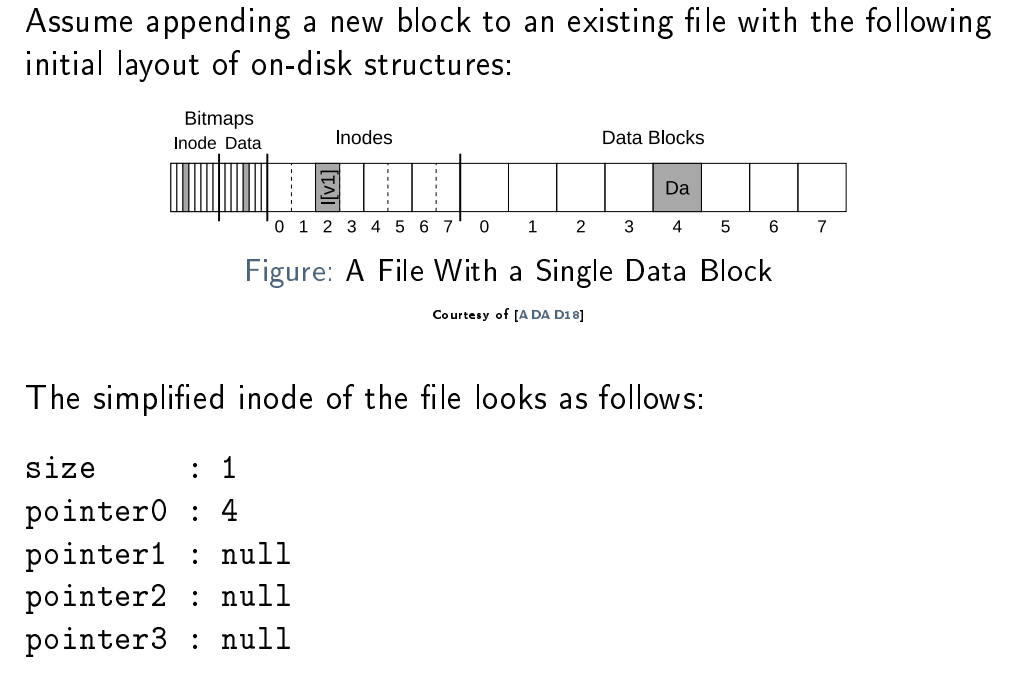 Assume appending a new block to an existing file with the following
initial layout of on-disk structures:
Bitmaps
Inode Data
Inodes
Data Blocks
I[v1]
Da
0 1 2 3 4 5 6 7 0 1 2 3 4 5 6 7
Figure: A File With a Single Data Block
Courtesy of [ADAD18]
The simplified inode of the file looks as follows:
size : 1
pointer0 : 4
pointer1 : null
pointer2 : null
pointer3 : null